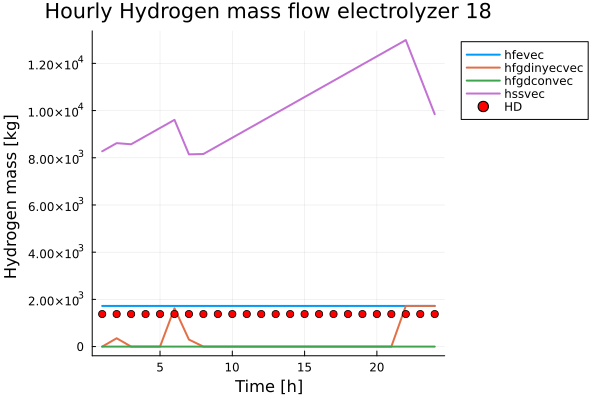 Hourly Hydrogen mass flow electrolyzer 18
Hydrogen mass [kg]
1.20×10⁴
1.00×10⁴
8.00×10³
6.00×10³
4.00×10³
2.00×10³
0
5 10 15 20
Time [h]
hfevec
hfgdinyecvec
hfgdconvec
hssvec
HD